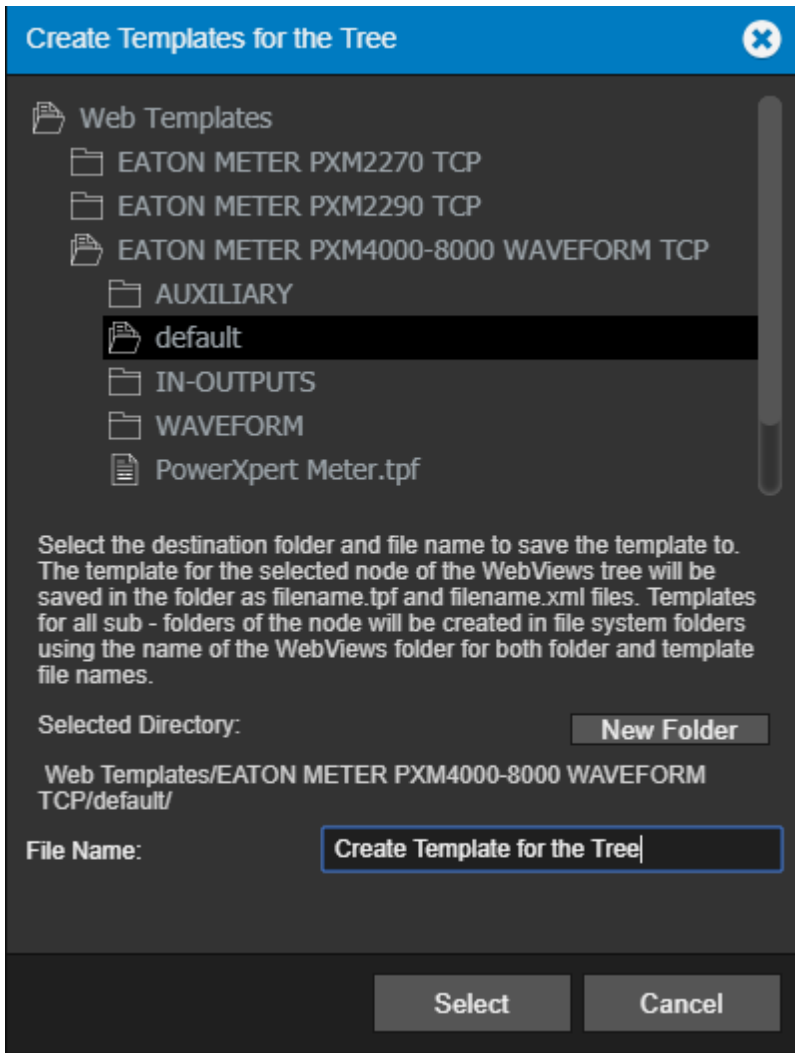 Create Templates for the Tree
Web Templates
EATON METER PXM2270 TCP
EATON METER PXM2290 TCP
EATON METER PXM4000-8000 WAVEFORM TCP
AUXILIARY
default
IN-OUTPUTS
WAVEFORM
PowerXpert Meter.tpf
Select the destination folder and file name to save the template to.
The template for the selected node of the WebViews tree will be
saved in the folder as filename.tpf and filename.xml files. Templates
for all sub - folders of the node will be created in file system folders
using the name of the WebViews folder for both folder and template
file names.
Selected Directory:
New Folder
Web Templates/EATON METER PXM4000-8000 WAVEFORM
TCP/default/
File Name:
Create Template for the Tree
Select
Cancel